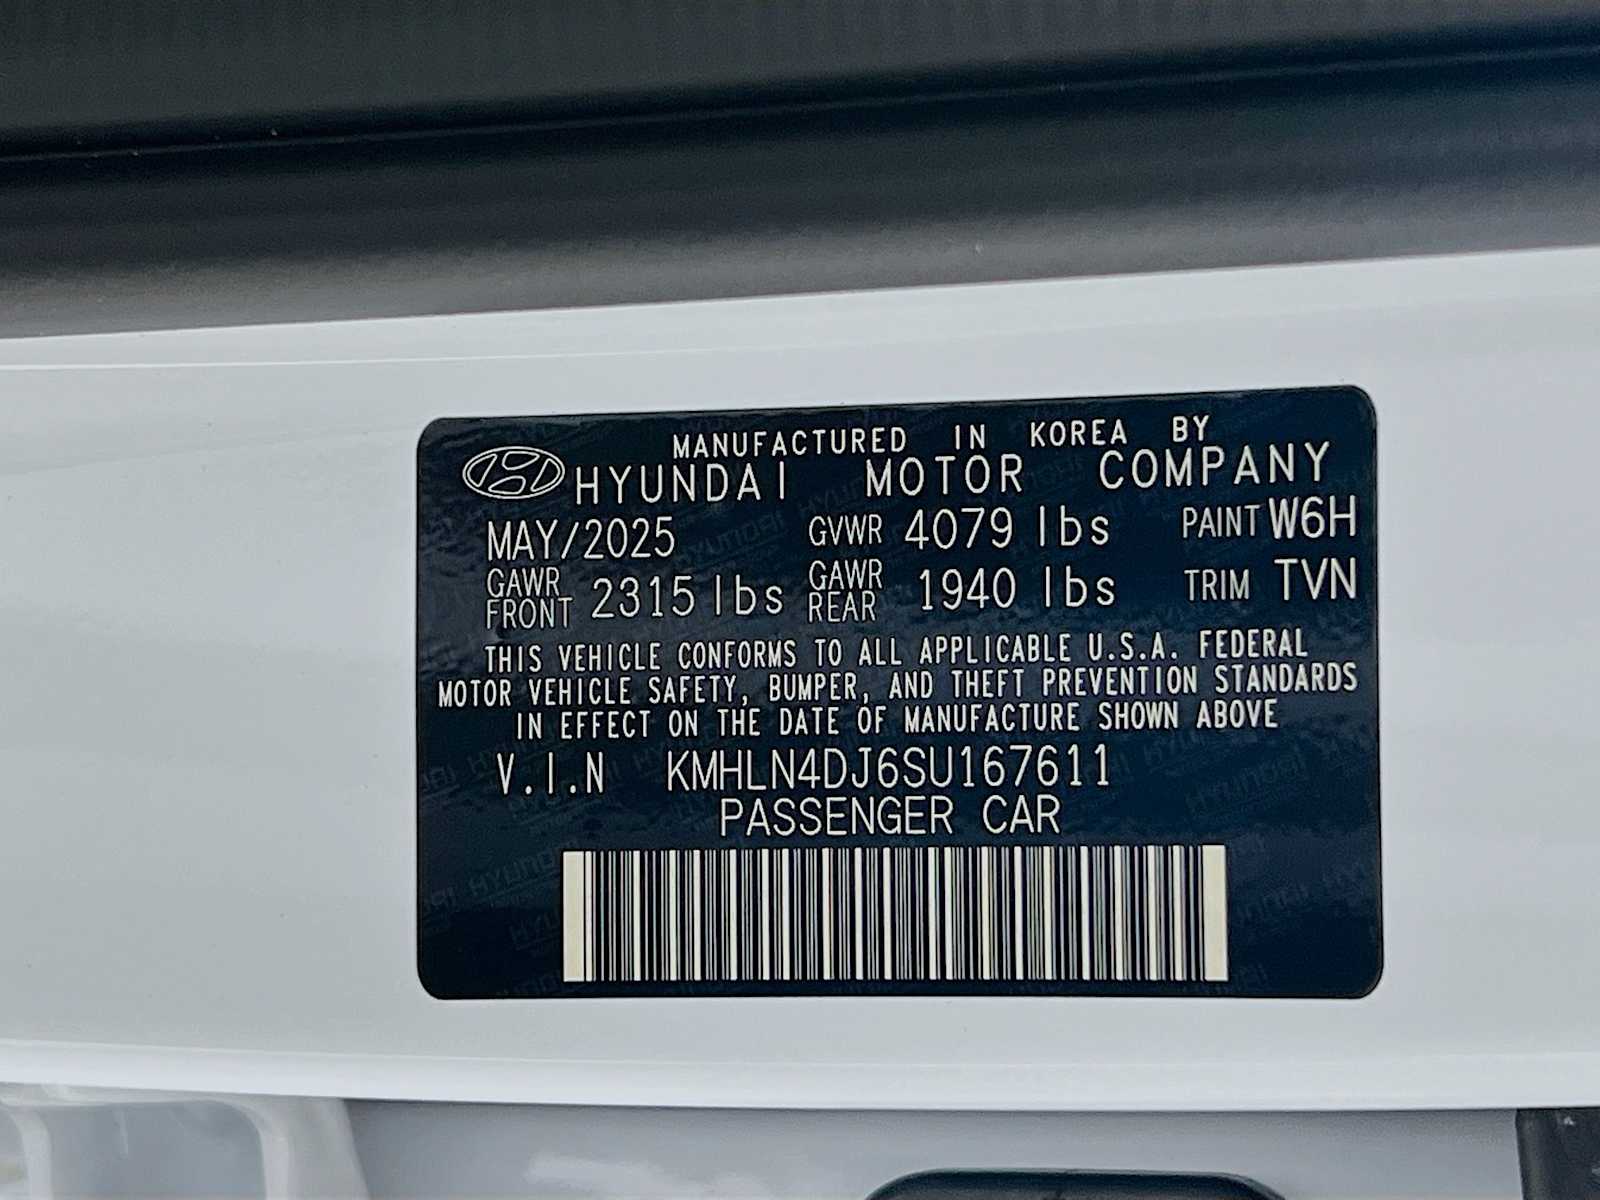 MANUFACTURED IN KOREA BY
HYUNDAI MOTOR COMPANY
MAY/2025 GVWR 4079 lbs PAINT W6H
GAWR FRONT 2315 lbs GAWR REAR 1940 lbs TRIM TVN
THIS VEHICLE CONFORMS TO ALL APPLICABLE U.S.A. FEDERAL
MOTOR VEHICLE SAFETY, BUMPER, AND THEFT PREVENTION STANDARDS
IN EFFECT ON THE DATE OF MANUFACTURE SHOWN ABOVE
V.I.N KMHLN4DJ6SU167611
PASSENGER CAR